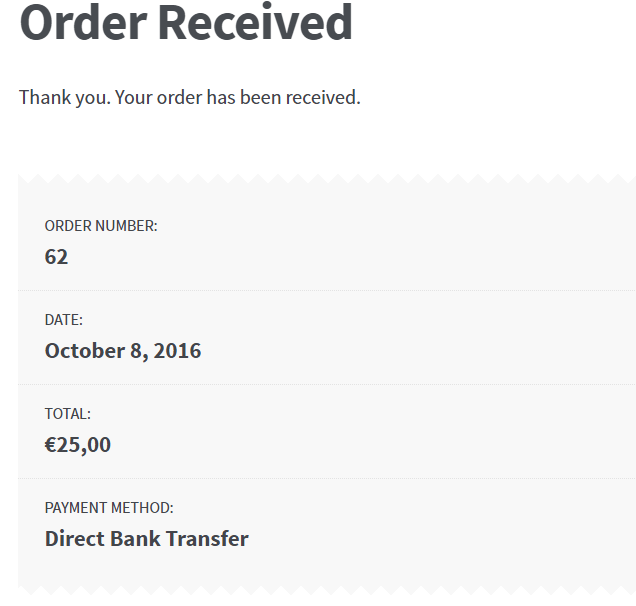 Order Received
Thank you. Your order has been received.
ORDER NUMBER:
62
DATE:
October 8, 2016
TOTAL:
€25,00
PAYMENT METHOD:
Direct Bank Transfer